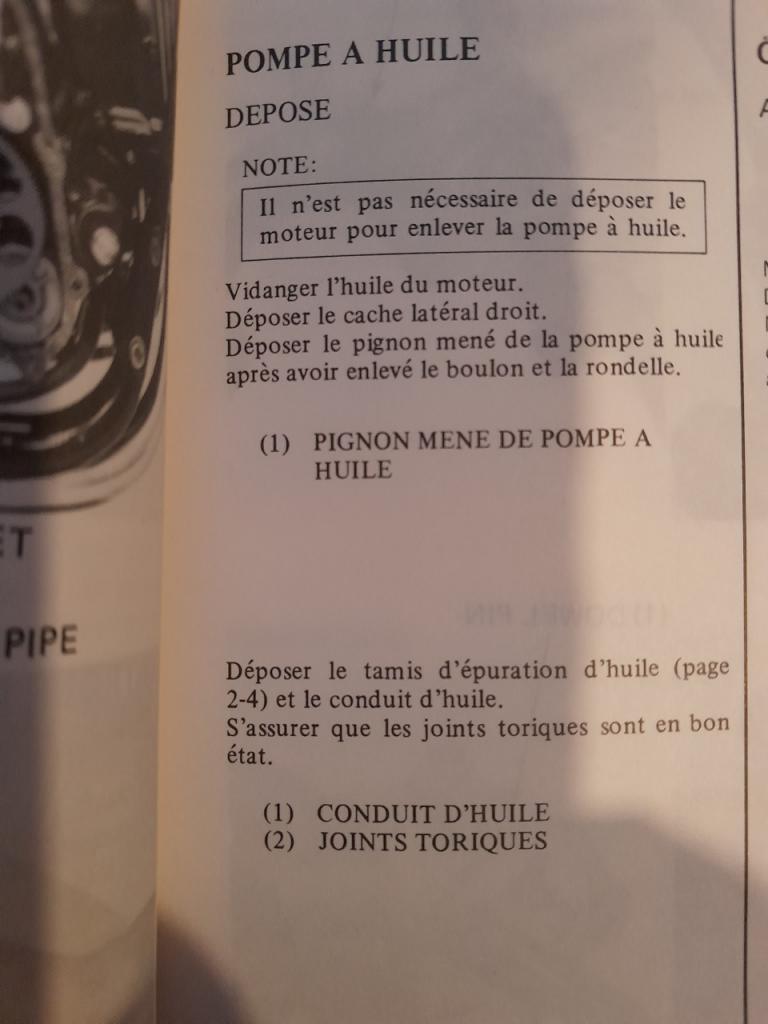 POMPE A HUILE
DEPOSE
NOTE:
Il n'est pas nécessaire de déposer le
moteur pour enlever la pompe à huile.
Vidanger l'huile du moteur.
Déposer le cache latéral droit.
Déposer le pignon mené de la pompe à huile
après avoir enlevé le boulon et la rondelle.
(1) PIGNON MENE DE POMPE A
HUILE
Déposer le tamis d'épuration d'huile (page
2-4) et le conduit d'huile.
S'assurer que les joints toriques sont en bon
état.
(1) CONDUIT D'HUILE
(2) JOINTS TORIQUES
PIPE